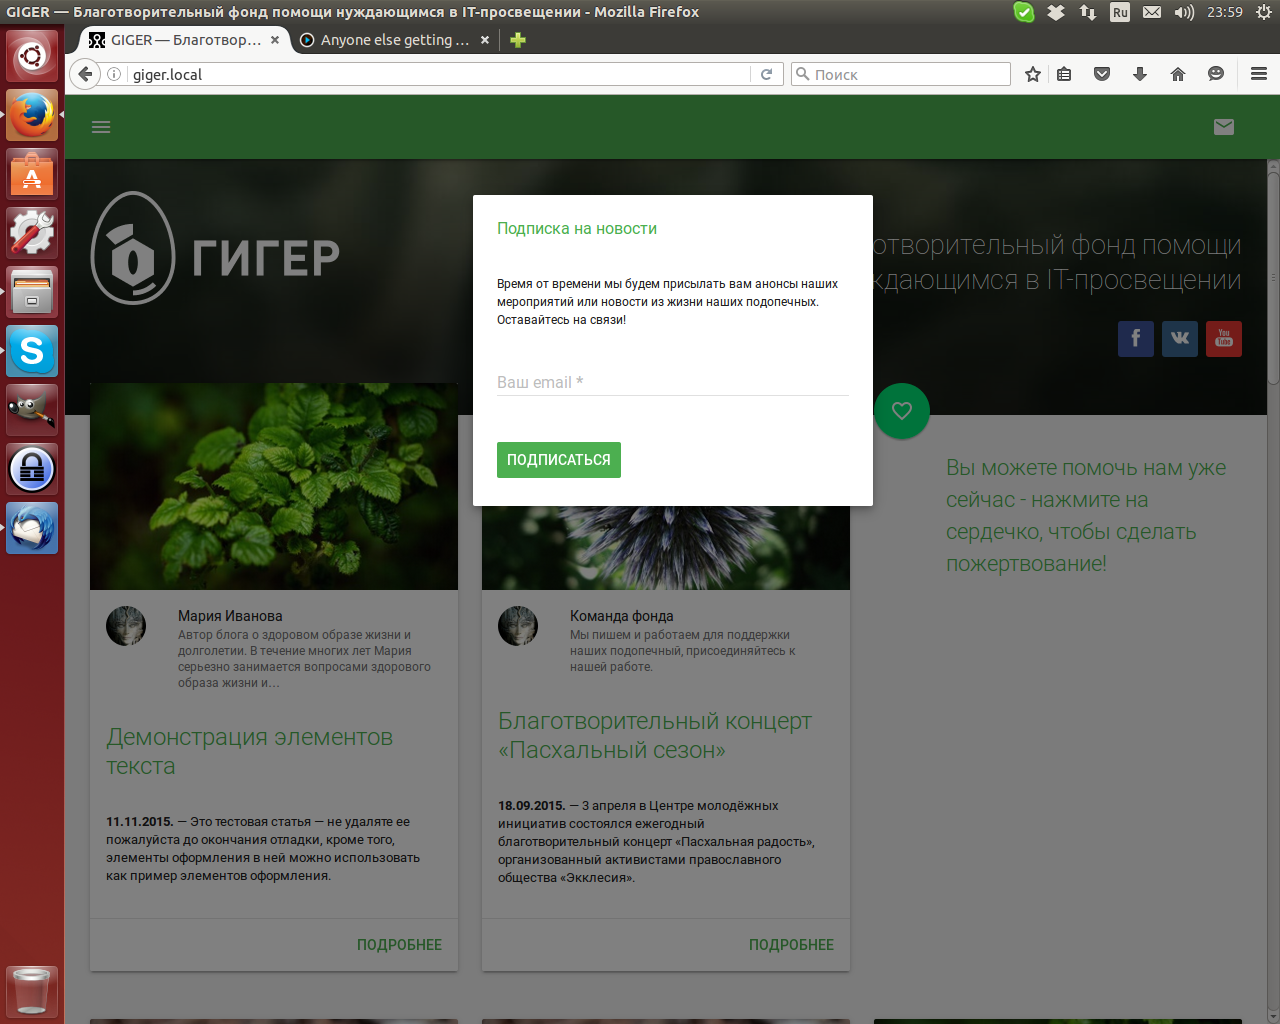 GIGER — Благотворительный фонд помощи нуждающимся в IT-просвещении - Mozilla Firefox
Ru
23:59
GIGER — Благотвор…
Anyone else getting …
giger.local
Поиск
ГИГЕР
отворительный фонд помощи
ждающимся в IT-просвещении
You
Tube
Подписка на новости
Время от времени мы будем присылать вам анонсы наших
мероприятий или новости из жизни наших подопечных.
Оставайтесь на связи!
Ваш email *
ПОДПИСАТЬСЯ
Вы можете помочь нам уже
сейчас - нажмите на
сердечко, чтобы сделать
пожертвование!
Мария Иванова
Автор блога о здоровом образе жизни и
долголетии. В течение многих лет Мария
серьезно занимается вопросами здорового
образа жизни и…
Демонстрация элементов
текста
11.11.2015. — Это тестовая статья — не удаляте ее
пожалуйста до окончания отладки, кроме того,
элементы оформления в ней можно использовать
как пример элементов оформления.
ПОДРОБНЕЕ
Команда фонда
Мы пишем и работаем для поддержки
наших подопечный, присоединяйтесь к
нашей работе.
Благотворительный концерт
«Пасхальный сезон»
18.09.2015. — 3 апреля в Центре молодёжных
инициатив состоялся ежегодный
благотворительный концерт «Пасхальная радость»,
организованный активистами православного
общества «Экклесия».
ПОДРОБНЕЕ